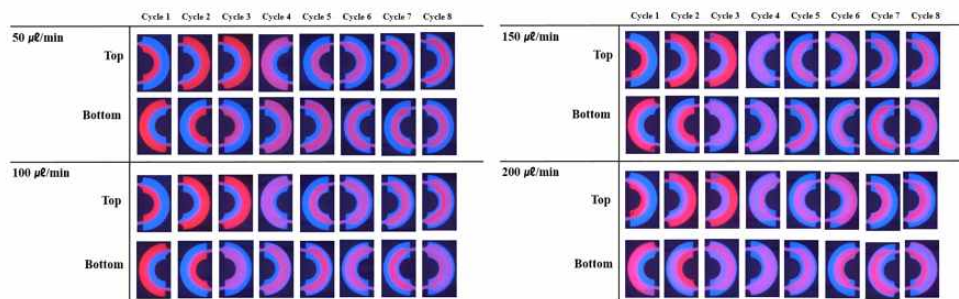 Cycle 1 Cycle 2 Cycle 3 Cycle 4 Cycle 5 Cycle 6 Cycle 7 Cycle 8
50 ㎕/min
Top
Bottom
100 ㎕/min
Top
Bottom
Cycle 1 Cycle 2 Cycle 3 Cycle 4 Cycle 5 Cycle 6 Cycle 7 Cycle 8
150 ㎕/min
Top
Bottom
200 ㎕/min
Top
Bottom